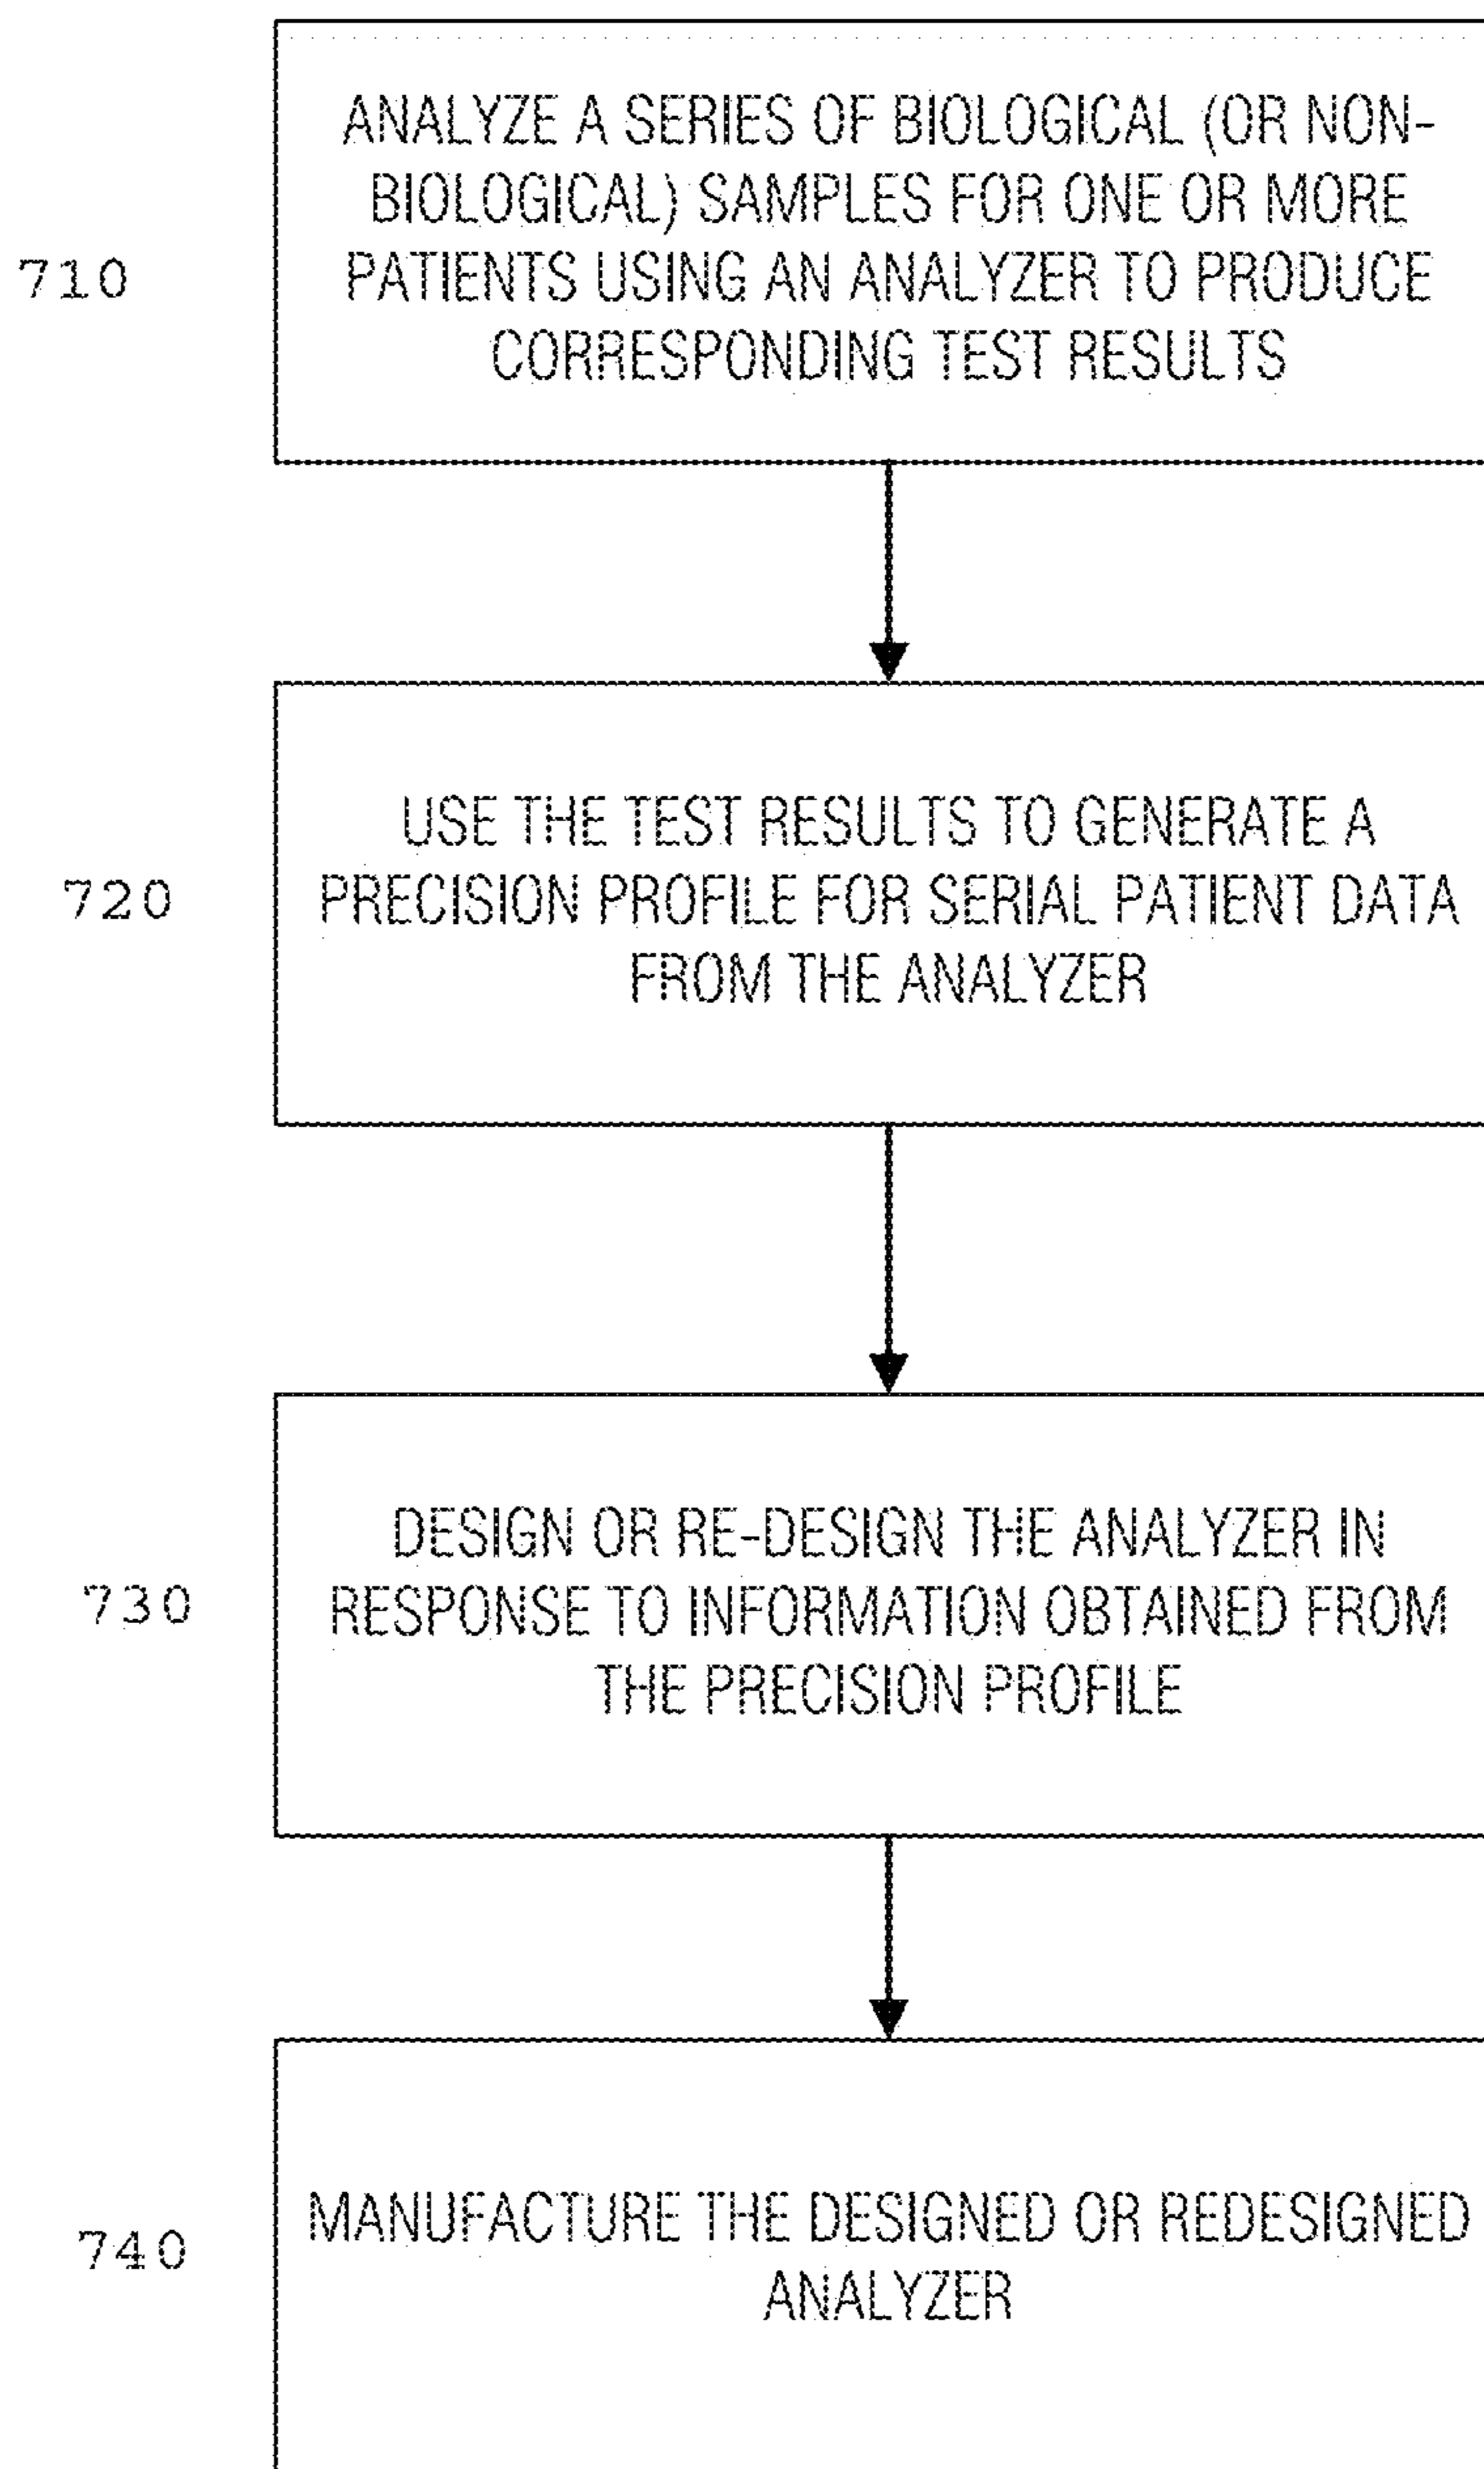 710
ANALYZE A SERIES OF BIOLOGICAL (OR NON-
BIOLOGICAL) SAMPLES FOR ONE OR MORE
PATIENTS USING AN ANALYZER TO PRODUCE
CORRESPONDING TEST RESULTS
720
USE THE TEST RESULTS TO GENERATE A
PRECISION PROFILE FOR SERIAL PATIENT DATA
FROM THE ANALYZER
730
DESIGN OR RE-DESIGN THE ANALYZER IN
RESPONSE TO INFORMATION OBTAINED FROM
THE PRECISION PROFILE
740
MANUFACTURE THE DESIGNED OR REDESIGNED
ANALYZER